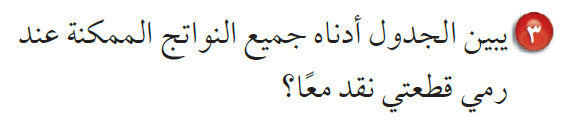 ٣ يبين الجدول أدناه جميع النواتج الممكنة عند
رمي قطعتي نقد معًا؟